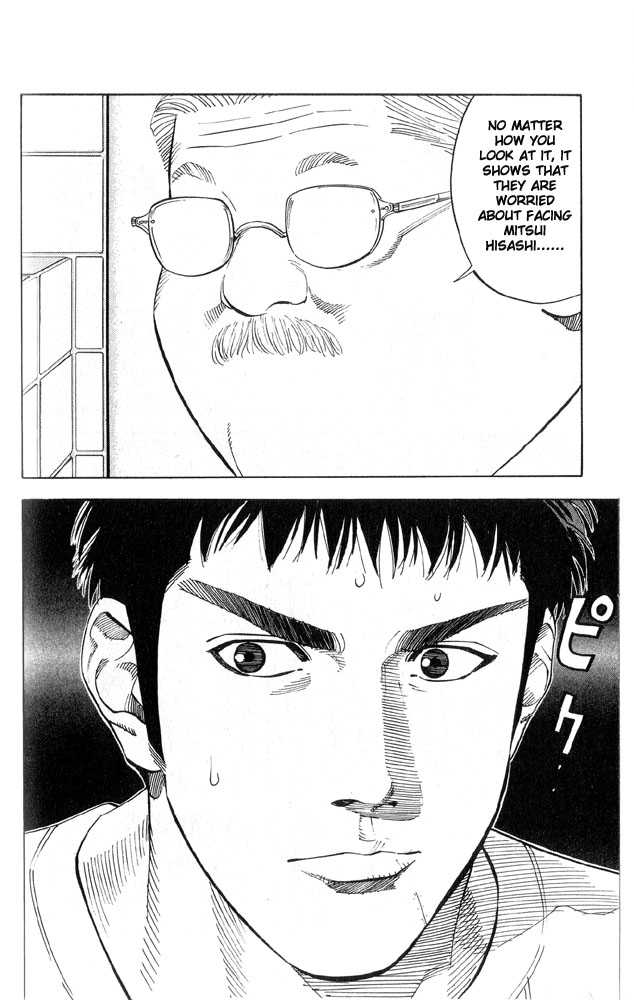 NO MATTER
HOW YOU
LOOK AT IT, IT
SHOWS THAT
THEY ARE
WORRIED
ABOUT FACING
MITSUI
HISASHI......
ピク